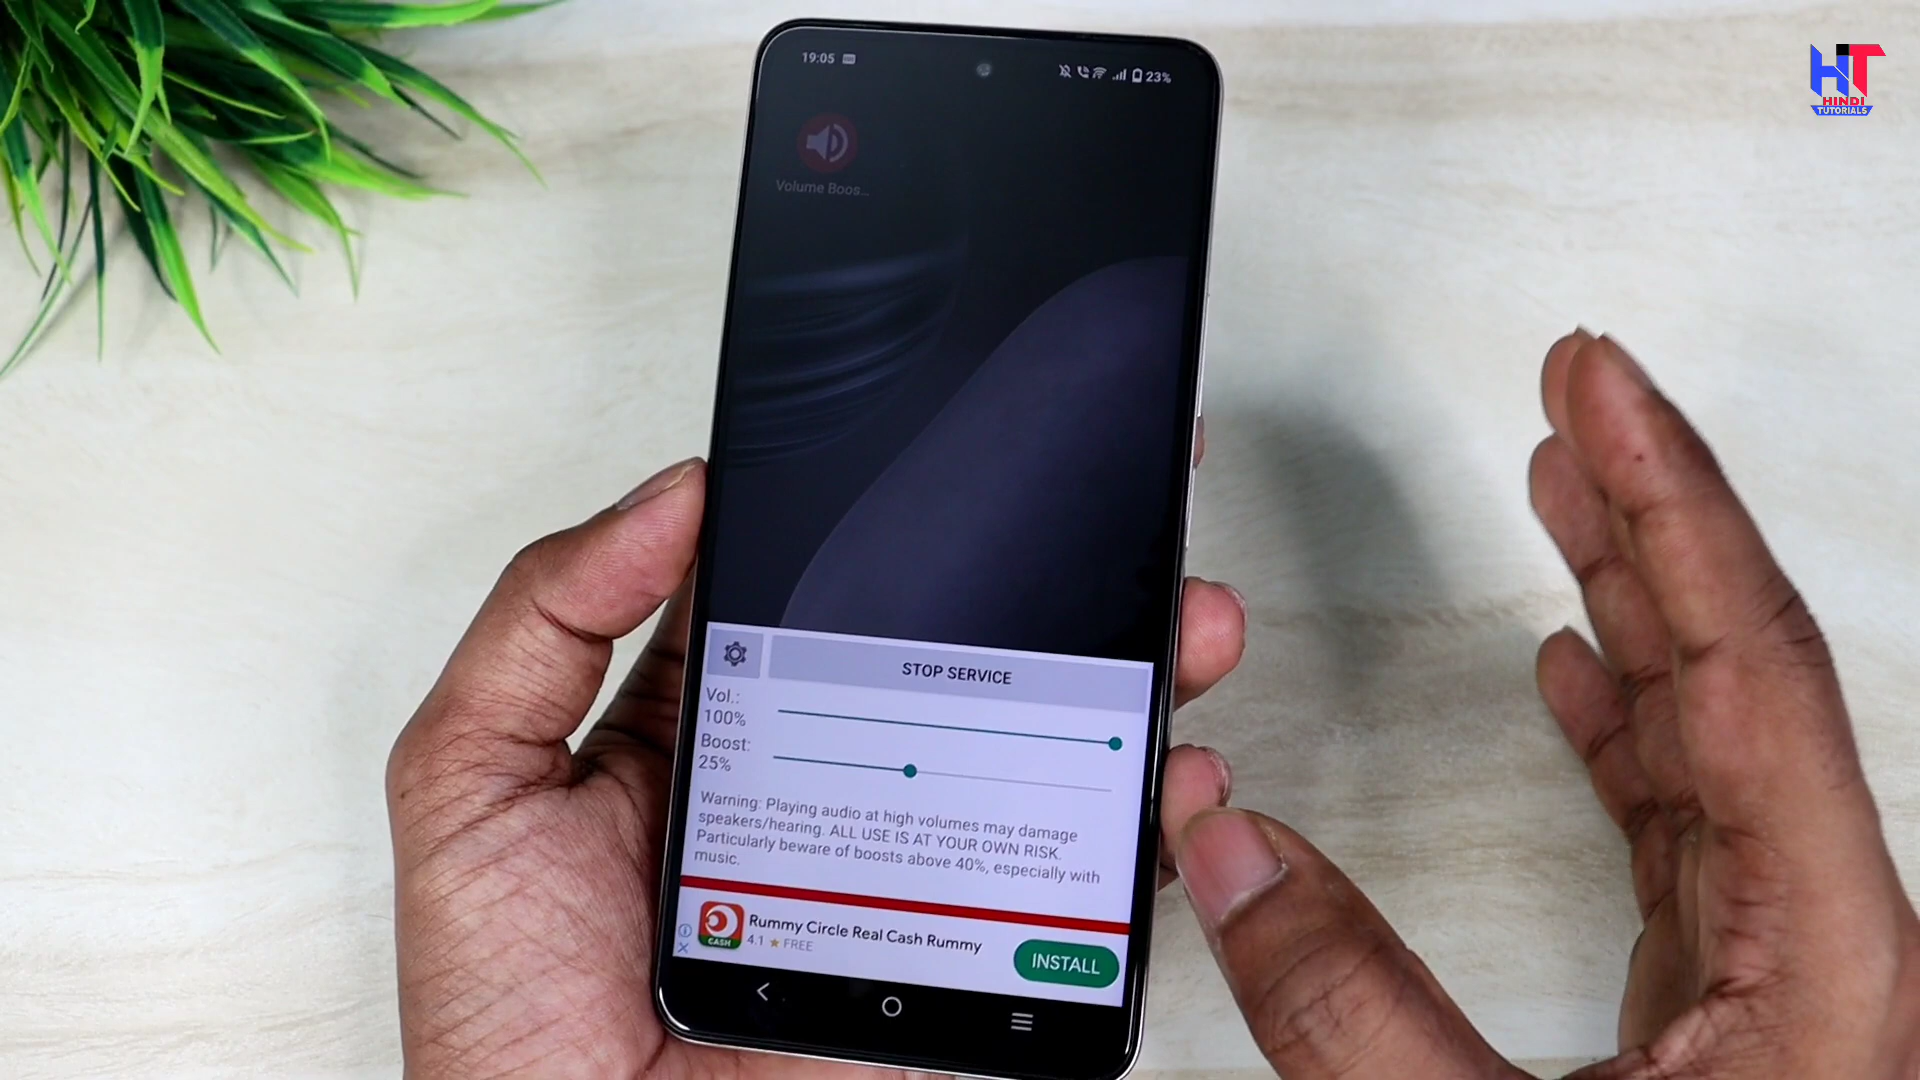 HT
HINDI
TUTORIALS
19:05
23%
Volume Boos...
STOP SERVICE
Vol.:
100%
Boost:
25%
Warning: Playing audio at high volumes may damage
speakers/hearing. ALL USE IS AT YOUR OWN RISK.
Particularly beware of boosts above 40%, especially with
music.
CASH
Rummy Circle Real Cash Rummy
4.1 ★ FREE
INSTALL